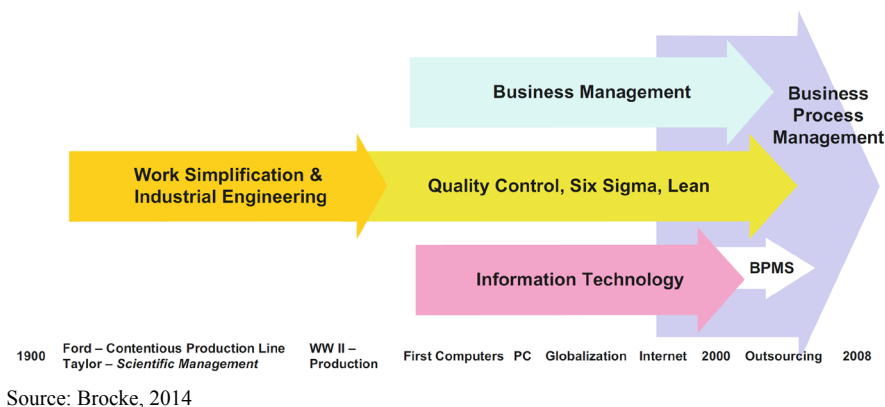 Business Management
Business
Process
Management
Work Simplification &
Industrial Engineering
Quality Control, Six Sigma, Lean
Information Technology
BPMS
1900 Ford – Contentious Production Line WW II – First Computers PC Globalization Internet 2000 Outsourcing 2008
Taylor – Scientific Management Production
Source: Brocke, 2014